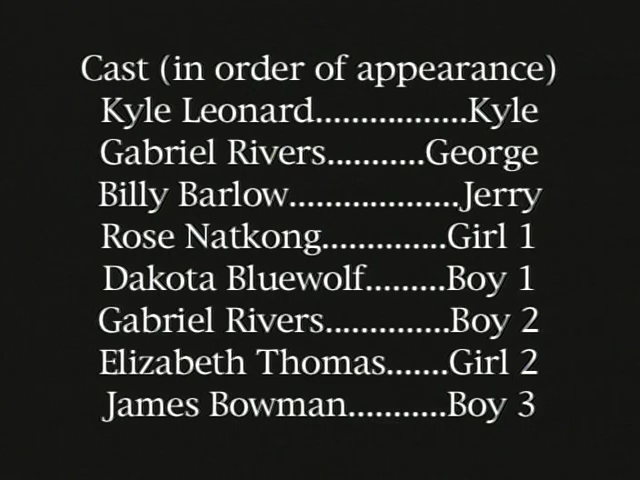 Cast (in order of appearance)
Kyle Leonard.................Kyle
Gabriel Rivers...........George
Billy Barlow...................Jerry
Rose Natkong..............Girl 1
Dakota Bluewolf.........Boy 1
Gabriel Rivers..............Boy 2
Elizabeth Thomas.......Girl 2
James Bowman...........Boy 3